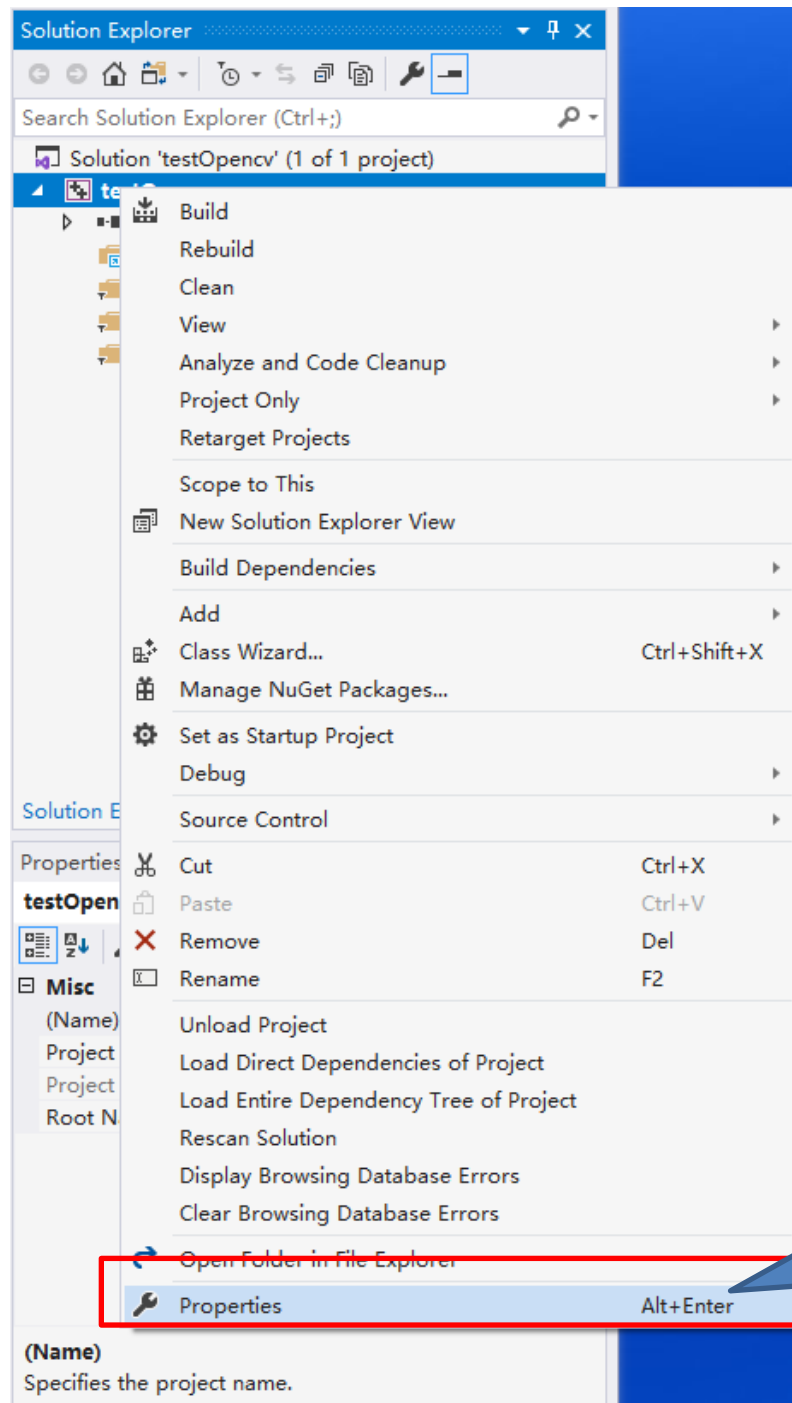 Solution Explorer
Search Solution Explorer (Ctrl+;)
Solution 'testOpencv' (1 of 1 project)
Build
Rebuild
Clean
View
Analyze and Code Cleanup
Project Only
Retarget Projects
Scope to This
New Solution Explorer View
Build Dependencies
Add
Class Wizard... Ctrl+Shift+X
Manage NuGet Packages...
Set as Startup Project
Debug
Solution E
Source Control
Properties
Cut Ctrl+X
testOpen
Paste Ctrl+V
Remove Del
Misc
Rename F2
(Name)
Unload Project
Project
Load Direct Dependencies of Project
Project
Load Entire Dependency Tree of Project
Root N
Rescan Solution
Display Browsing Database Errors
Clear Browsing Database Errors
Open Folder in File Explorer
Properties Alt+Enter
(Name)
Specifies the project name.